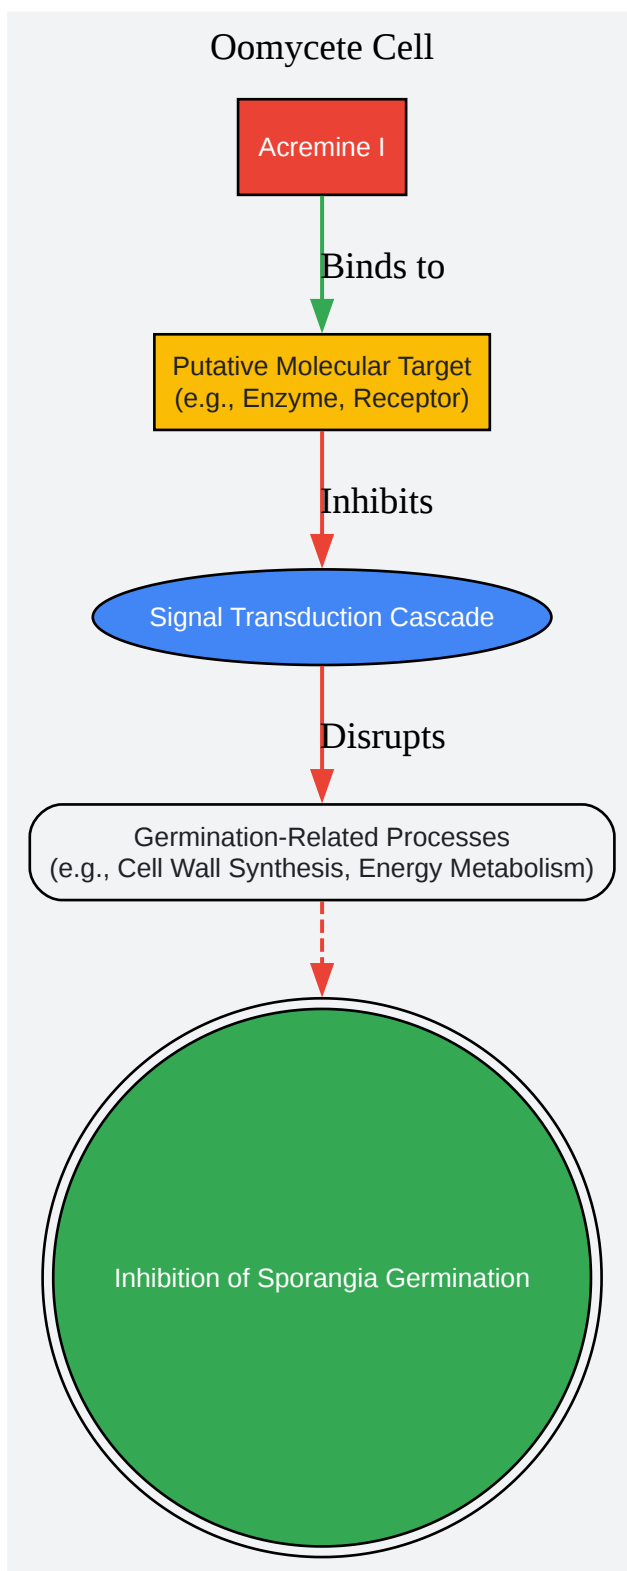 Oomycete Cell
Acremine I
Binds to
Putative Molecular Target
(e.g., Enzyme, Receptor)
Inhibits
Signal Transduction Cascade
Disrupts
Germination-Related Processes
(e.g., Cell Wall Synthesis, Energy Metabolism)
Inhibition of Sporangia Germination